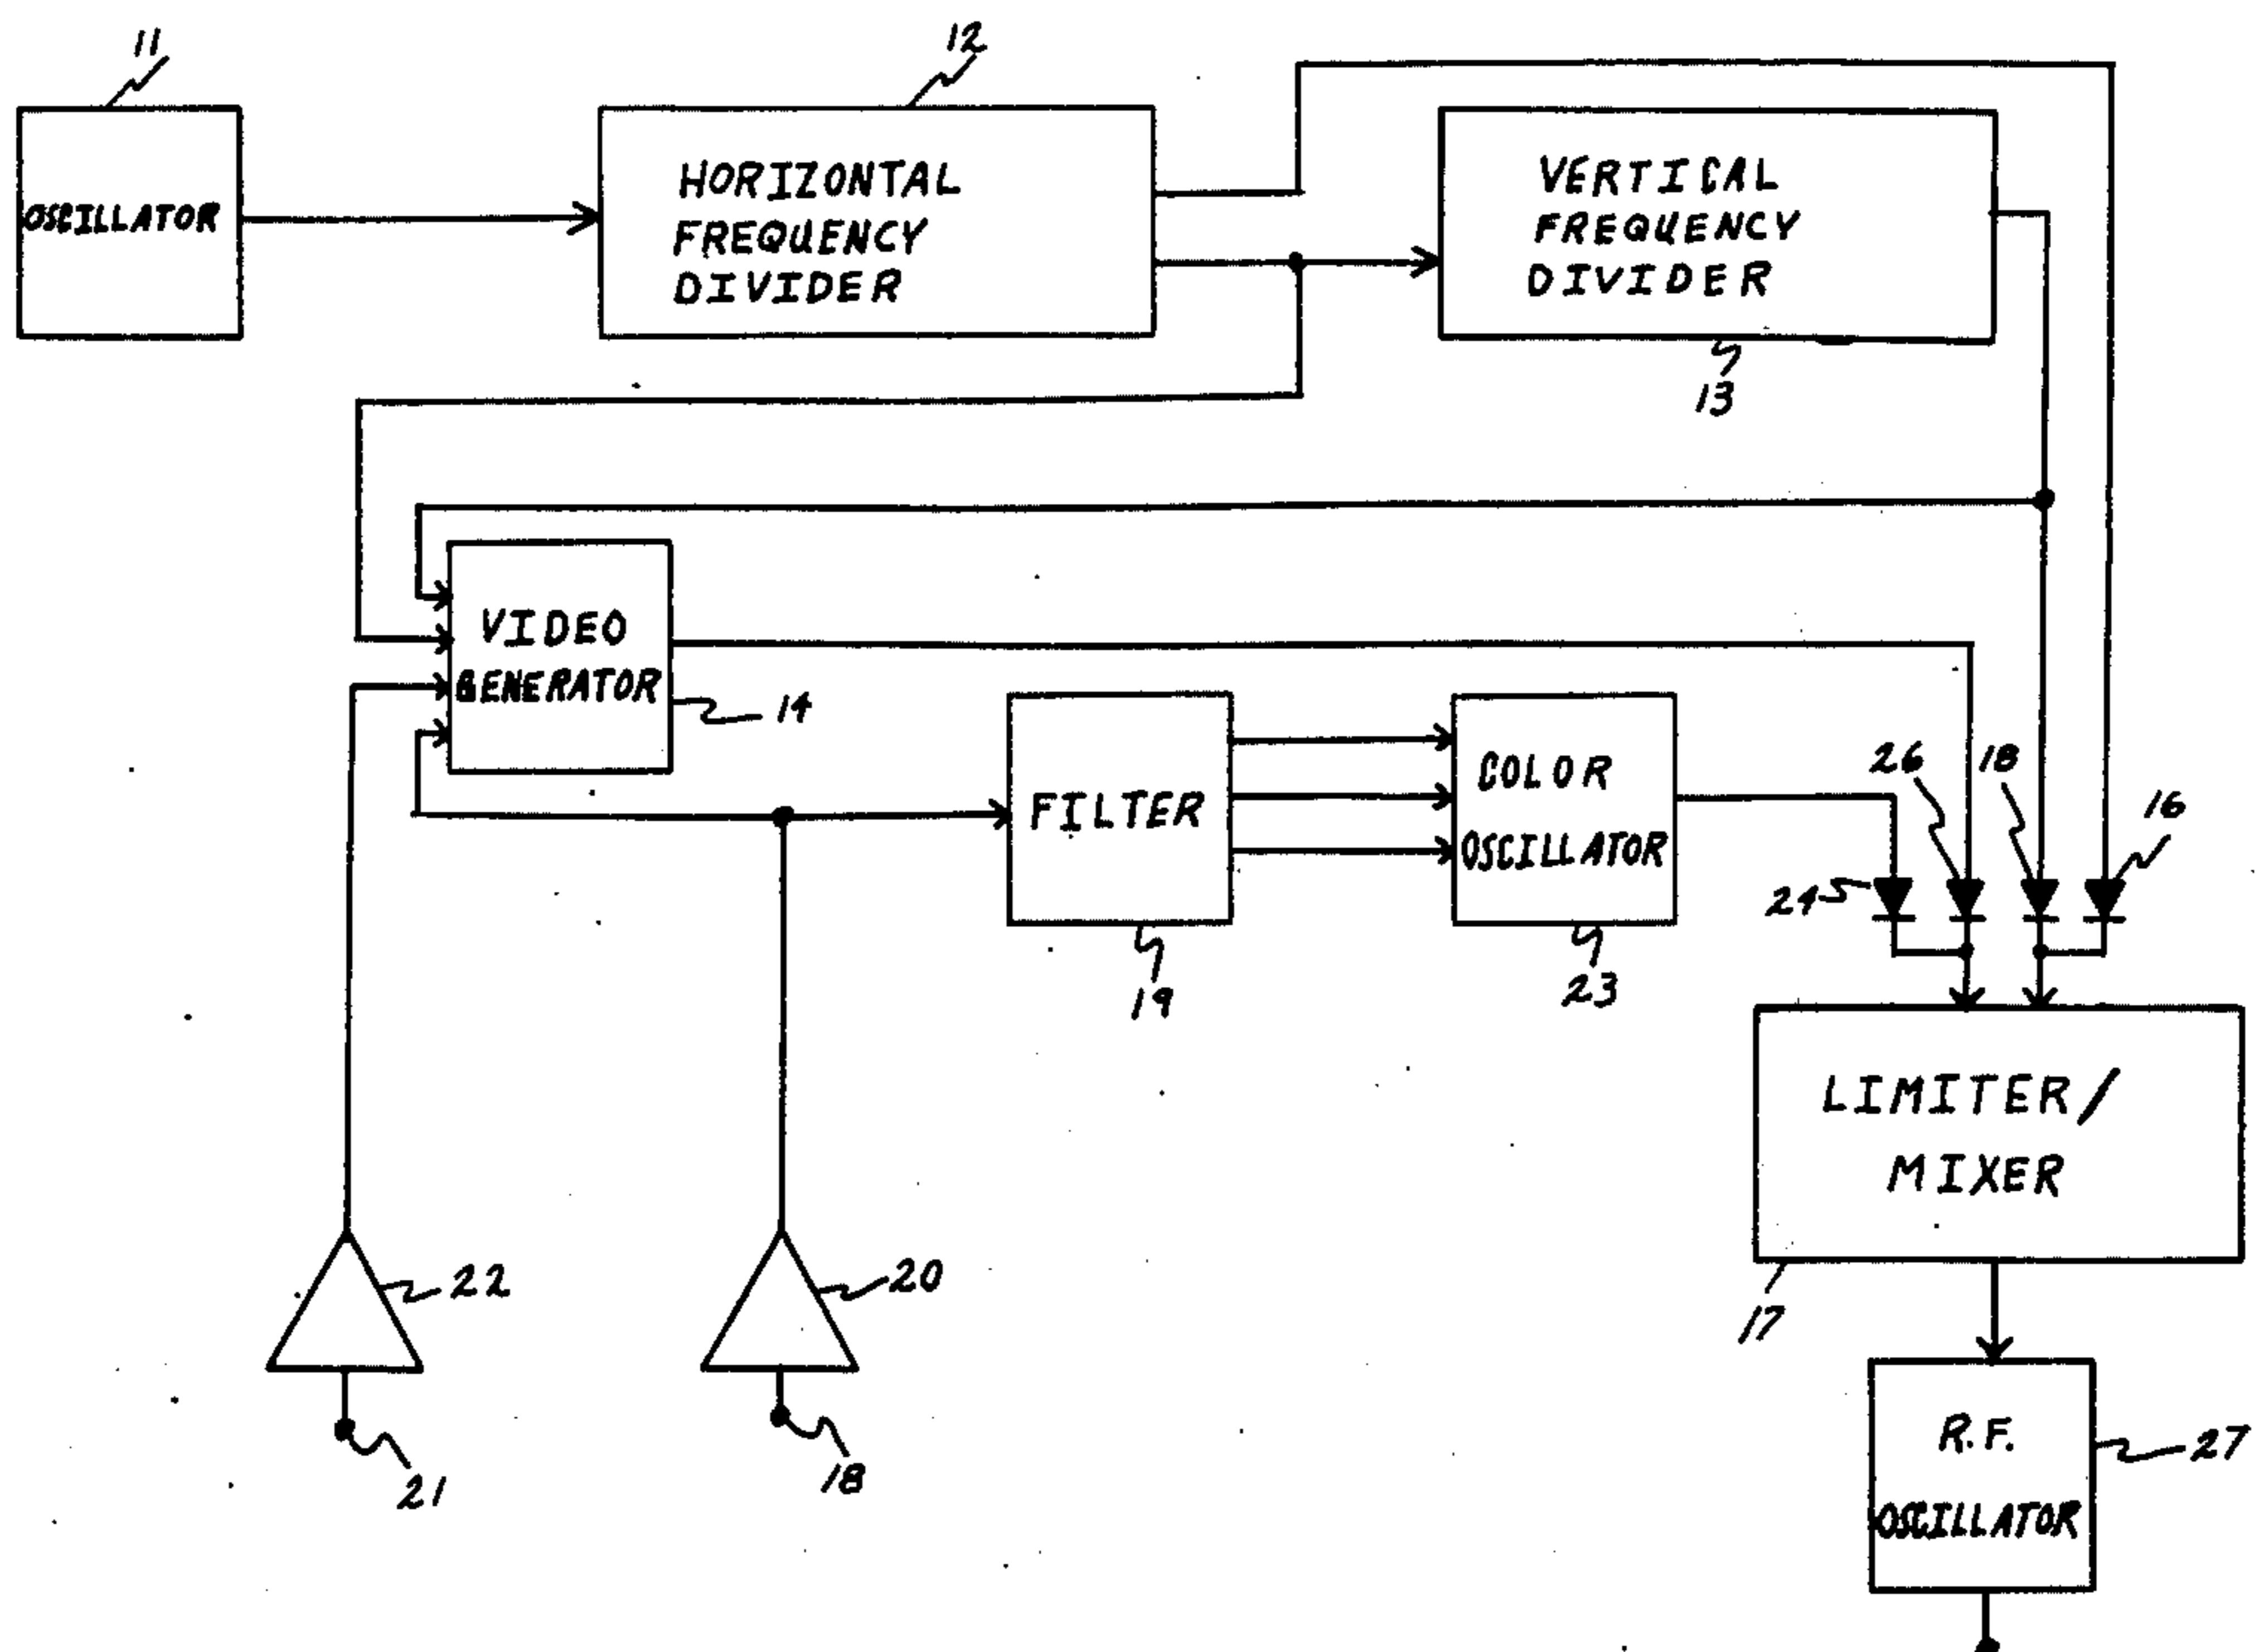 11
12
OSCILLATOR
HORIZONTAL
FREQUENCY
DIVIDER
VERTICAL
FREQUENCY
DIVIDER
13
VIDEO
GENERATOR
14
FILTER
19
COLOR
OSCILLATOR
23
26
18
16
24
LIMITER/
MIXER
17
22
20
21
18
R.F.
OSCILLATOR
27